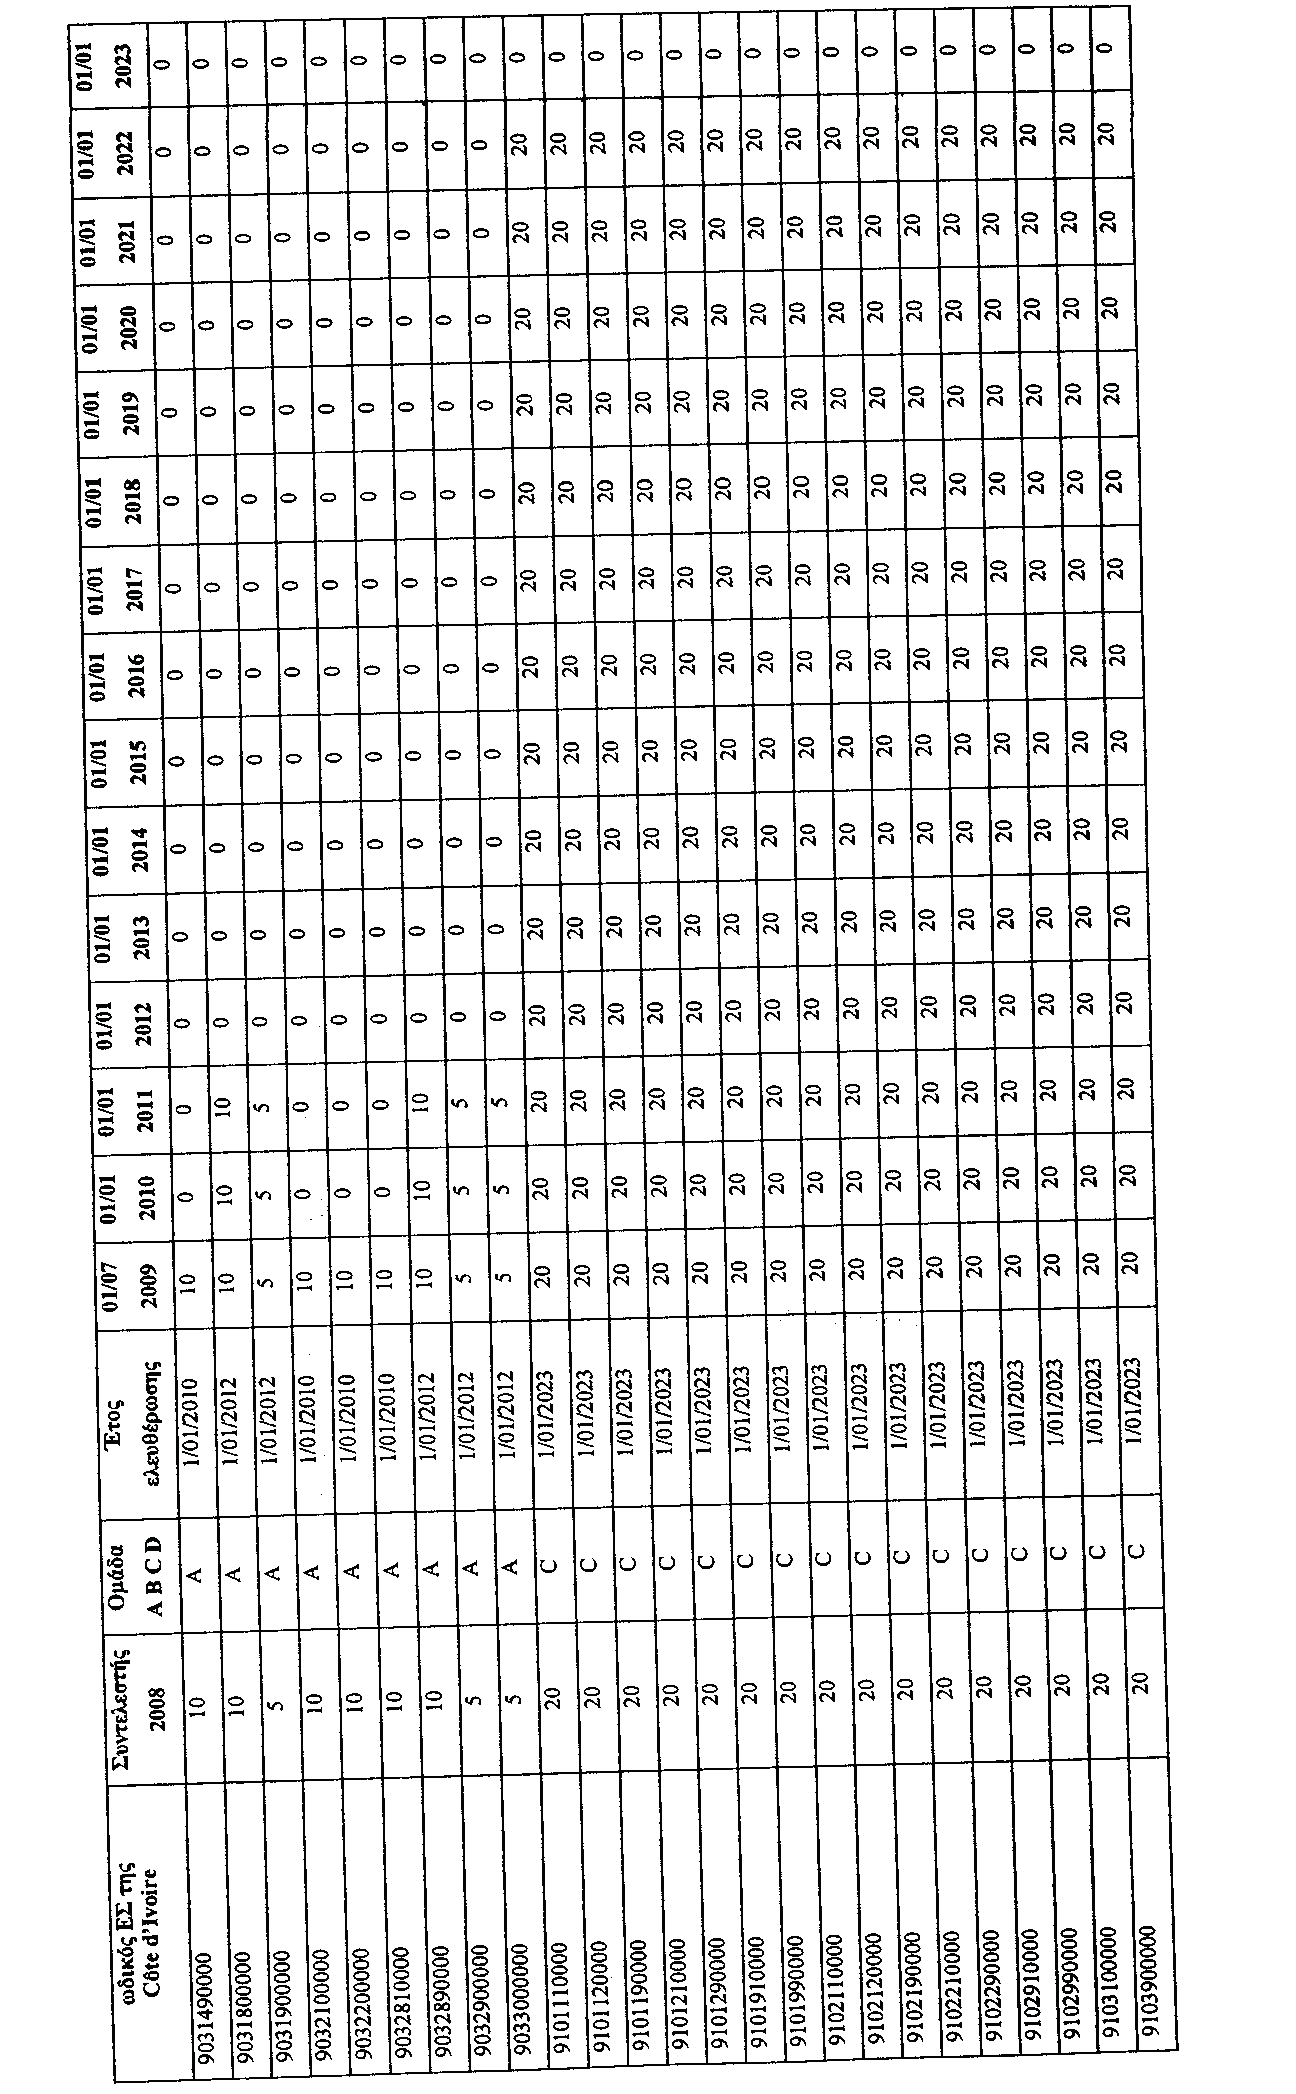 ωδικός ΕΣ της Côte d'Ivoire | Συντελεστής 2008 | Ομάδα A B C D | Έτος ελευθέρωσης | 01/07 2009 | 01/01 2010 | 01/01 2011 | 01/01 2012 | 01/01 2013 | 01/01 2014 | 01/01 2015 | 01/01 2016 | 01/01 2017 | 01/01 2018 | 01/01 2019 | 01/01 2020 | 01/01 2021 | 01/01 2022 | 01/01 2023
9031490000 10 A 1/01/2010 10 0 0 0 0 0 0 0 0 0 0 0 0 0 0
9031800000 10 A 1/01/2012 10 10 10 0 0 0 0 0 0 0 0 0 0 0 0
9031900000 5 A 1/01/2012 5 5 5 0 0 0 0 0 0 0 0 0 0 0 0
9032100000 10 A 1/01/2010 10 0 0 0 0 0 0 0 0 0 0 0 0 0 0
9032200000 10 A 1/01/2010 10 0 0 0 0 0 0 0 0 0 0 0 0 0 0
9032810000 10 A 1/01/2010 10 0 0 0 0 0 0 0 0 0 0 0 0 0 0
9032890000 10 A 1/01/2012 10 10 10 0 0 0 0 0 0 0 0 0 0 0 0
9032900000 5 A 1/01/2012 5 5 5 0 0 0 0 0 0 0 0 0 0 0 0
9033000000 5 A 1/01/2012 5 5 5 0 0 0 0 0 0 0 0 0 0 0 0
9101110000 20 C 1/01/2023 20 20 20 20 20 20 20 20 20 20 20 20 20 20 0
9101120000 20 C 1/01/2023 20 20 20 20 20 20 20 20 20 20 20 20 20 20 0
9101190000 20 C 1/01/2023 20 20 20 20 20 20 20 20 20 20 20 20 20 20 0
9101210000 20 C 1/01/2023 20 20 20 20 20 20 20 20 20 20 20 20 20 20 0
9101290000 20 C 1/01/2023 20 20 20 20 20 20 20 20 20 20 20 20 20 20 0
9101910000 20 C 1/01/2023 20 20 20 20 20 20 20 20 20 20 20 20 20 20 0
9101990000 20 C 1/01/2023 20 20 20 20 20 20 20 20 20 20 20 20 20 20 0
9102110000 20 C 1/01/2023 20 20 20 20 20 20 20 20 20 20 20 20 20 20 0
9102120000 20 C 1/01/2023 20 20 20 20 20 20 20 20 20 20 20 20 20 20 0
9102190000 20 C 1/01/2023 20 20 20 20 20 20 20 20 20 20 20 20 20 20 0
9102210000 20 C 1/01/2023 20 20 20 20 20 20 20 20 20 20 20 20 20 20 0
9102290000 20 C 1/01/2023 20 20 20 20 20 20 20 20 20 20 20 20 20 20 0
9102910000 20 C 1/01/2023 20 20 20 20 20 20 20 20 20 20 20 20 20 20 0
9102990000 20 C 1/01/2023 20 20 20 20 20 20 20 20 20 20 20 20 20 20 0
9103100000 20 C 1/01/2023 20 20 20 20 20 20 20 20 20 20 20 20 20 20 0
9103900000 20 C 1/01/2023 20 20 20 20 20 20 20 20 20 20 20 20 20 20 0